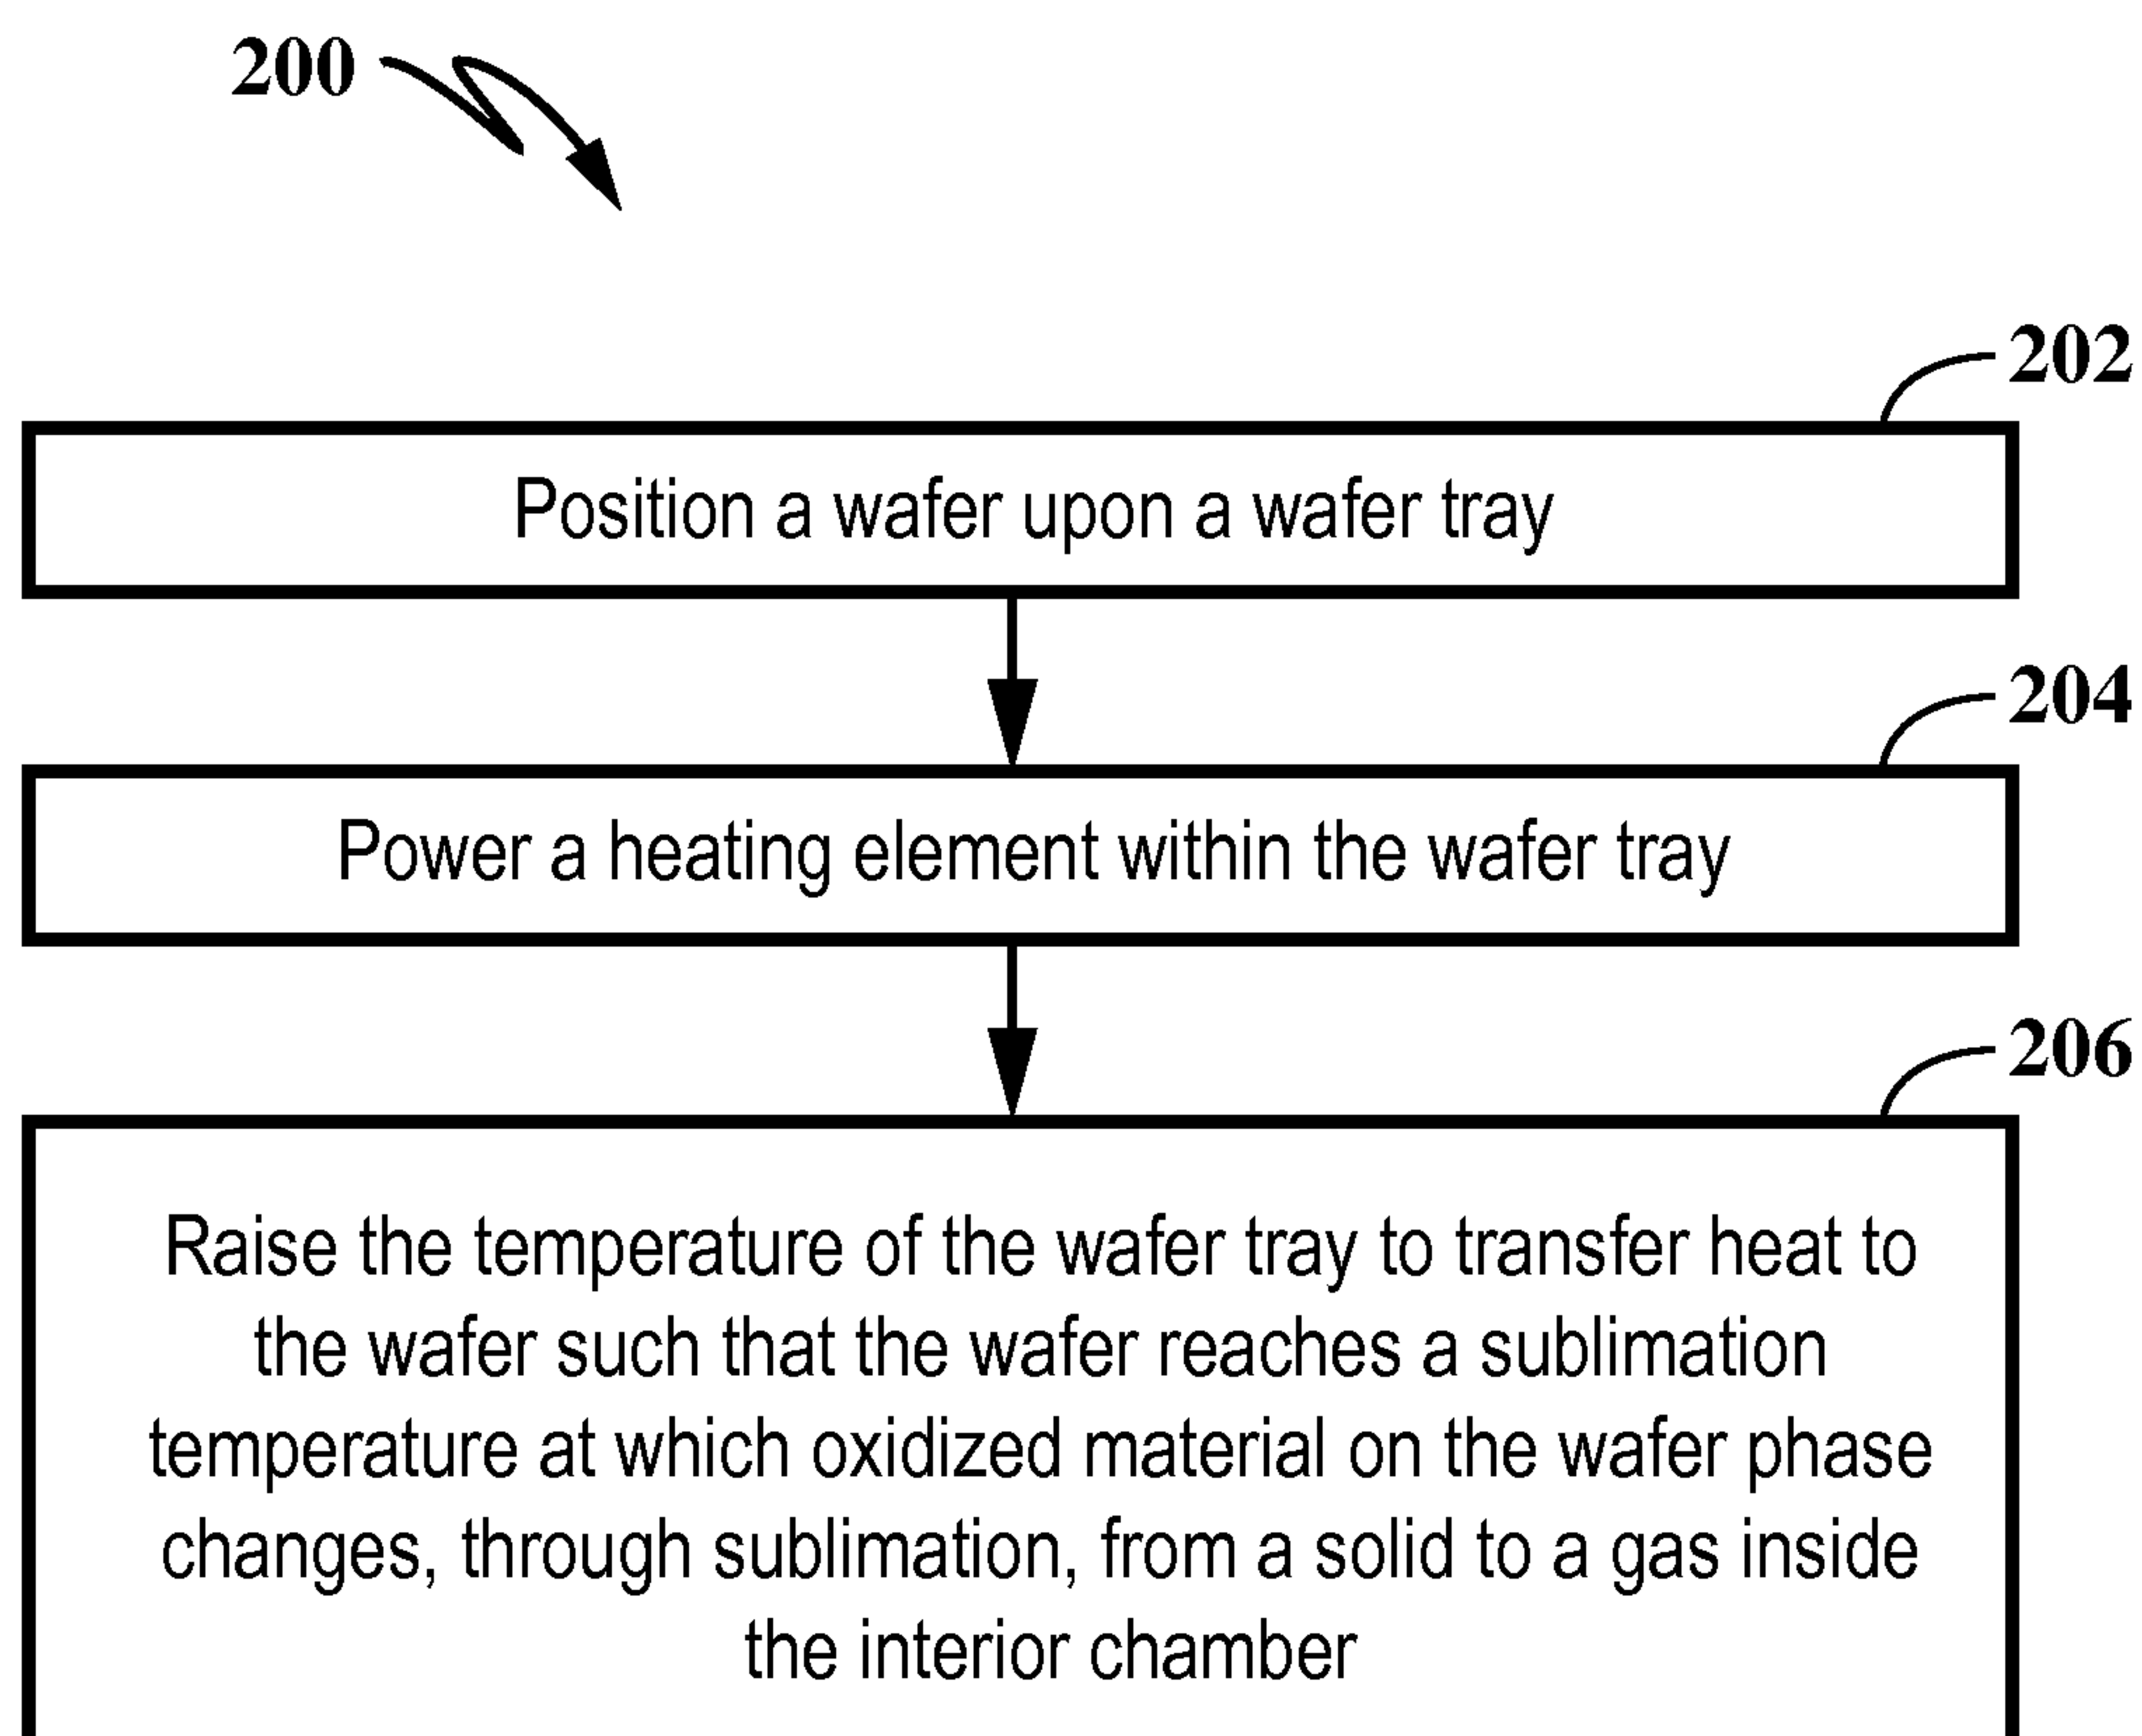 200
202
Position a wafer upon a wafer tray
204
Power a heating element within the wafer tray
206
Raise the temperature of the wafer tray to transfer heat to
the wafer such that the wafer reaches a sublimation
temperature at which oxidized material on the wafer phase
changes, through sublimation, from a solid to a gas inside
the interior chamber